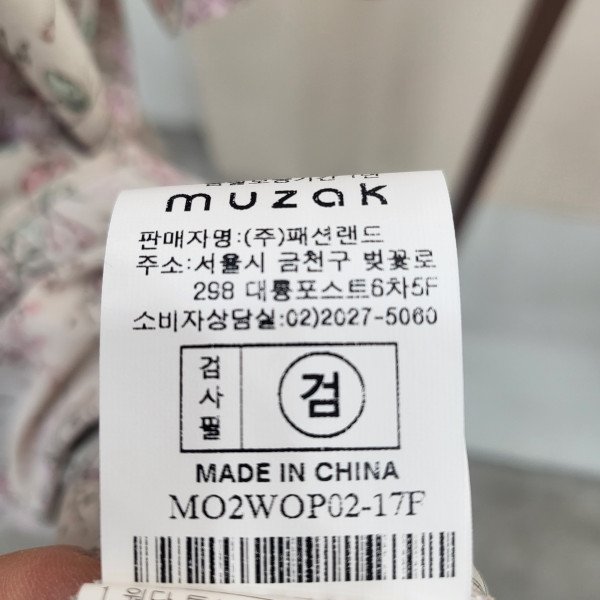 muzak
판매자명:(주)패션랜드
주소:서울시 금천구 벚꽃로
298 대륭포스트6차5F
소비자상담실:02)2027-5060
검사필
검
MADE IN CHINA
MO2WOP02-17F